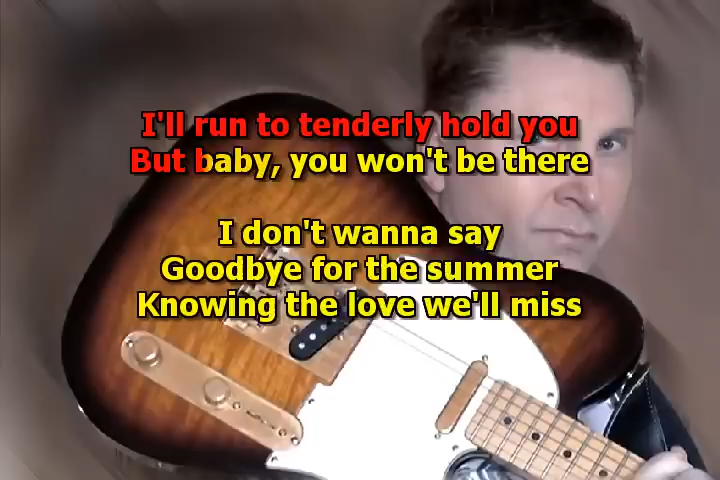 I'll run to tenderly hold you
But baby, you won't be there
I don't wanna say
Goodbye for the summer
Knowing the love we'll miss